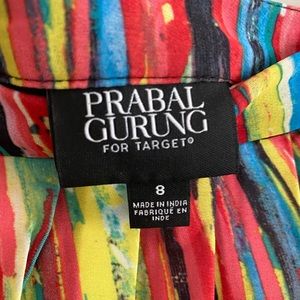 PRABAL
GURUNG
FOR TARGET®
8
MADE IN INDIA
FABRIQUÉ EN
INDE